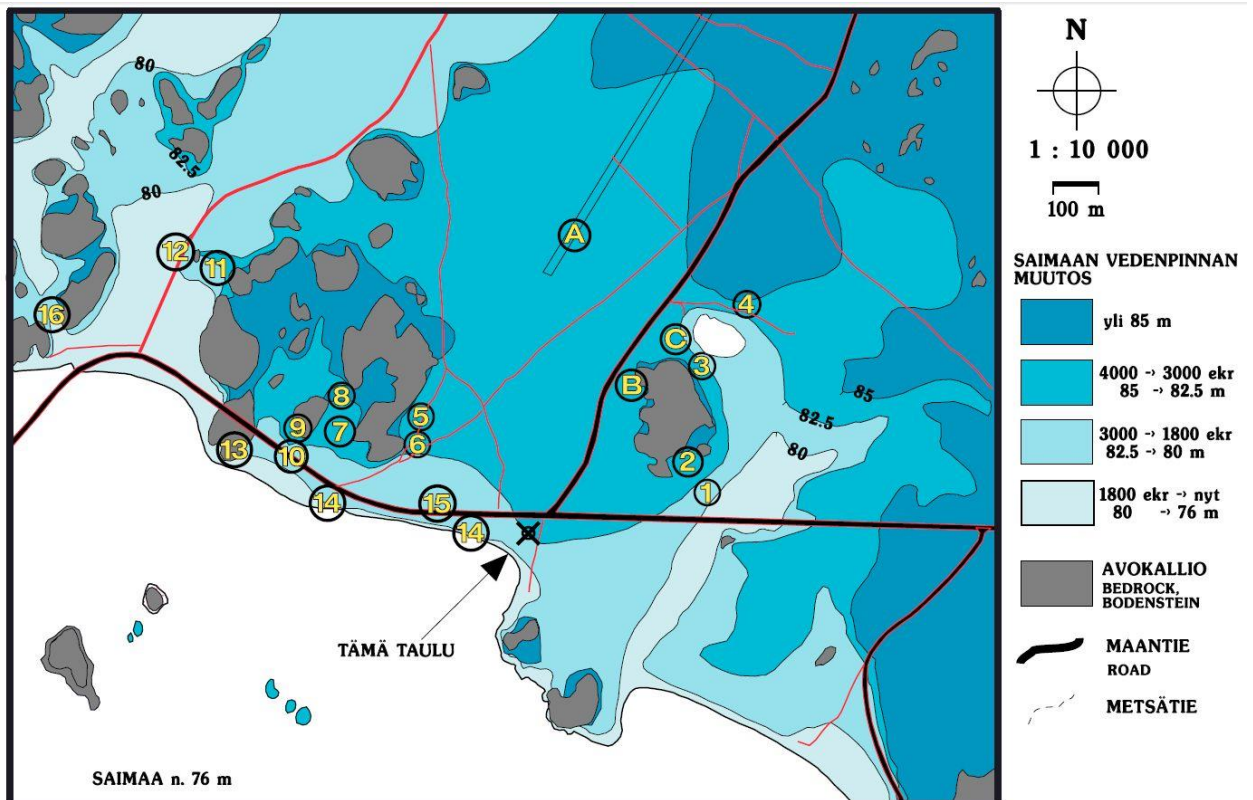 80
82.5
80
12
11
16
A
4
C
3
B
85
82.5
80
8
5
9
7
6
13
10
2
1
14
15
14
TÄMÄ TAULU
SAIMAA n. 76 m
N
1 : 10 000
100 m
SAIMAAN VEDENPINNAN
MUUTOS
yli 85 m
4000 -> 3000 ekr
85 -> 82.5 m
3000 -> 1800 ekr
82.5 -> 80 m
1800 ekr -> nyt
80 -> 76 m
AVOKALLIO
BEDROCK,
BODENSTEIN
MAANTIE
ROAD
METSÄTIE